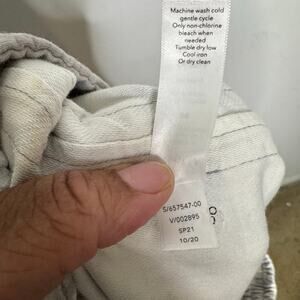 Machine wash cold
gentle cycle
Only non-chlorine
bleach when
needed
Tumble dry low
Cool iron
Or dry clean
S/657547-00
V/002895
SP21
10/20